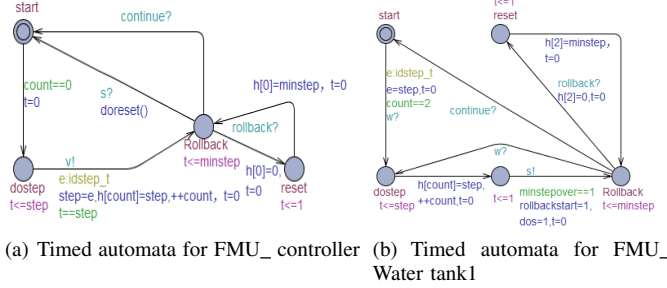 start
continue?
count==0
t=0
s?
doreset()
h[0]=minstep, t=0
rollback?
Rollback
t<=minstep
v!
h[0]=0,
t=0
e:idstep_t
step=e,h[count]=step,++count, t=0
t==step
dostep
t<=step
reset
t<=1
(a) Timed automata for FMU_ controller
t<=1
start
reset
h[2]=minstep,
t=0
e:idstep_t
e=step,t=0
count==2
w?
continue?
rollback?
h[2]=0,t=0
w?
dostep
t<=step
h[count]=step,
++count,t=0
t<=1
s!
minstepover==1
rollbackstart=1,
dos=1,t=0
Rollback
t<=minstep
(b) Timed automata for FMU_
Water tank1